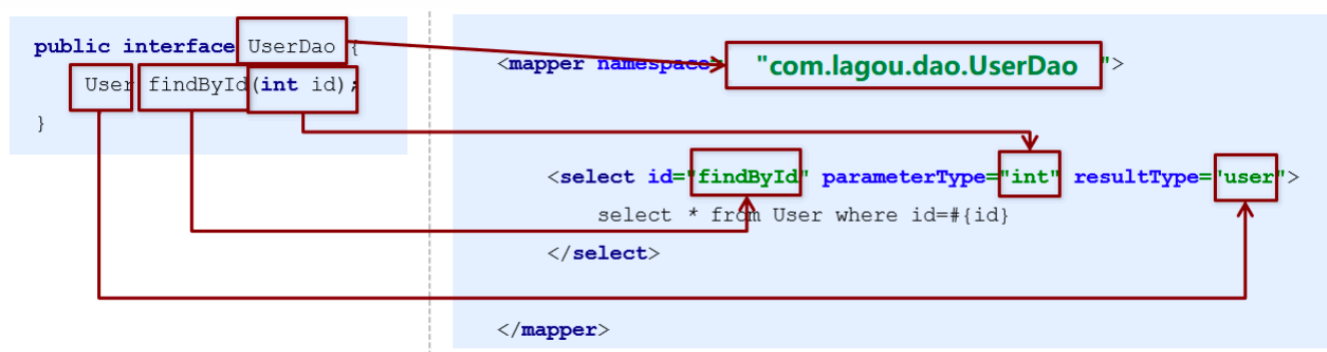 public interface UserDao {
User findById(int id);
}
<mapper namespace="com.lagou.dao.UserDao ">
<select id="findById" parameterType="int" resultType="user">
select * from User where id=#{id}
</select>
</mapper>